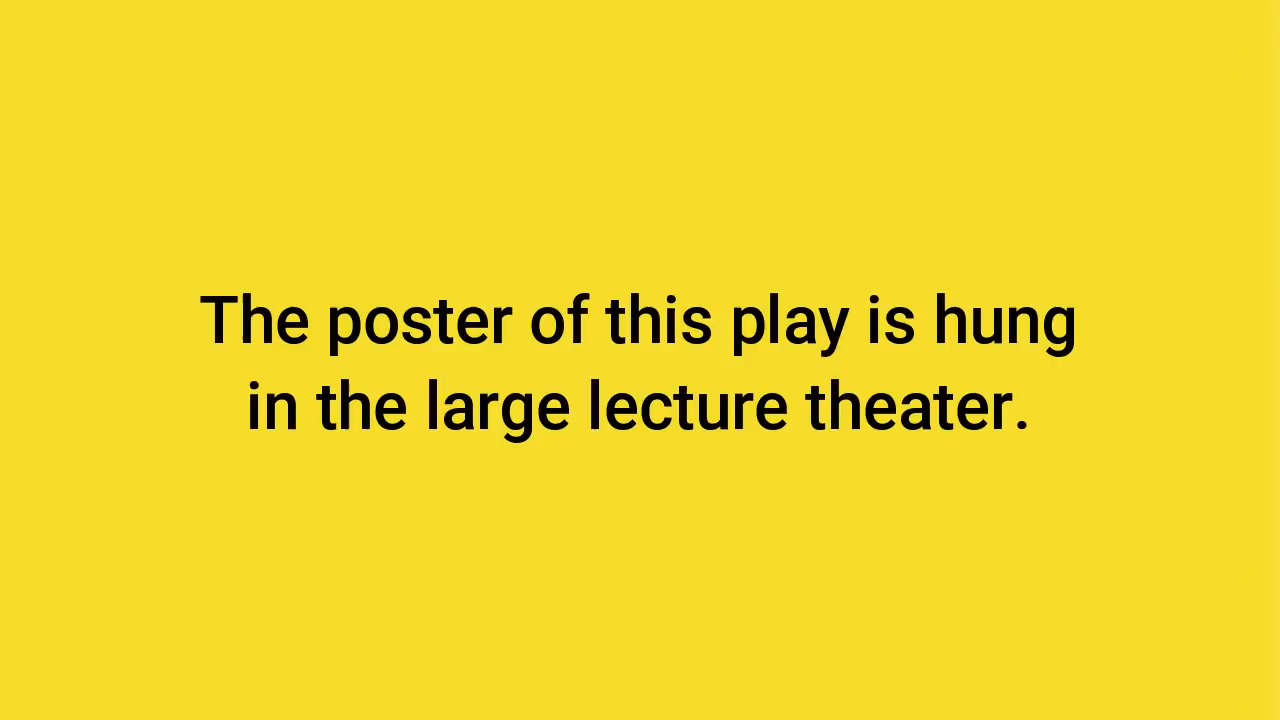 The poster of this play is hung
in the large lecture theater.